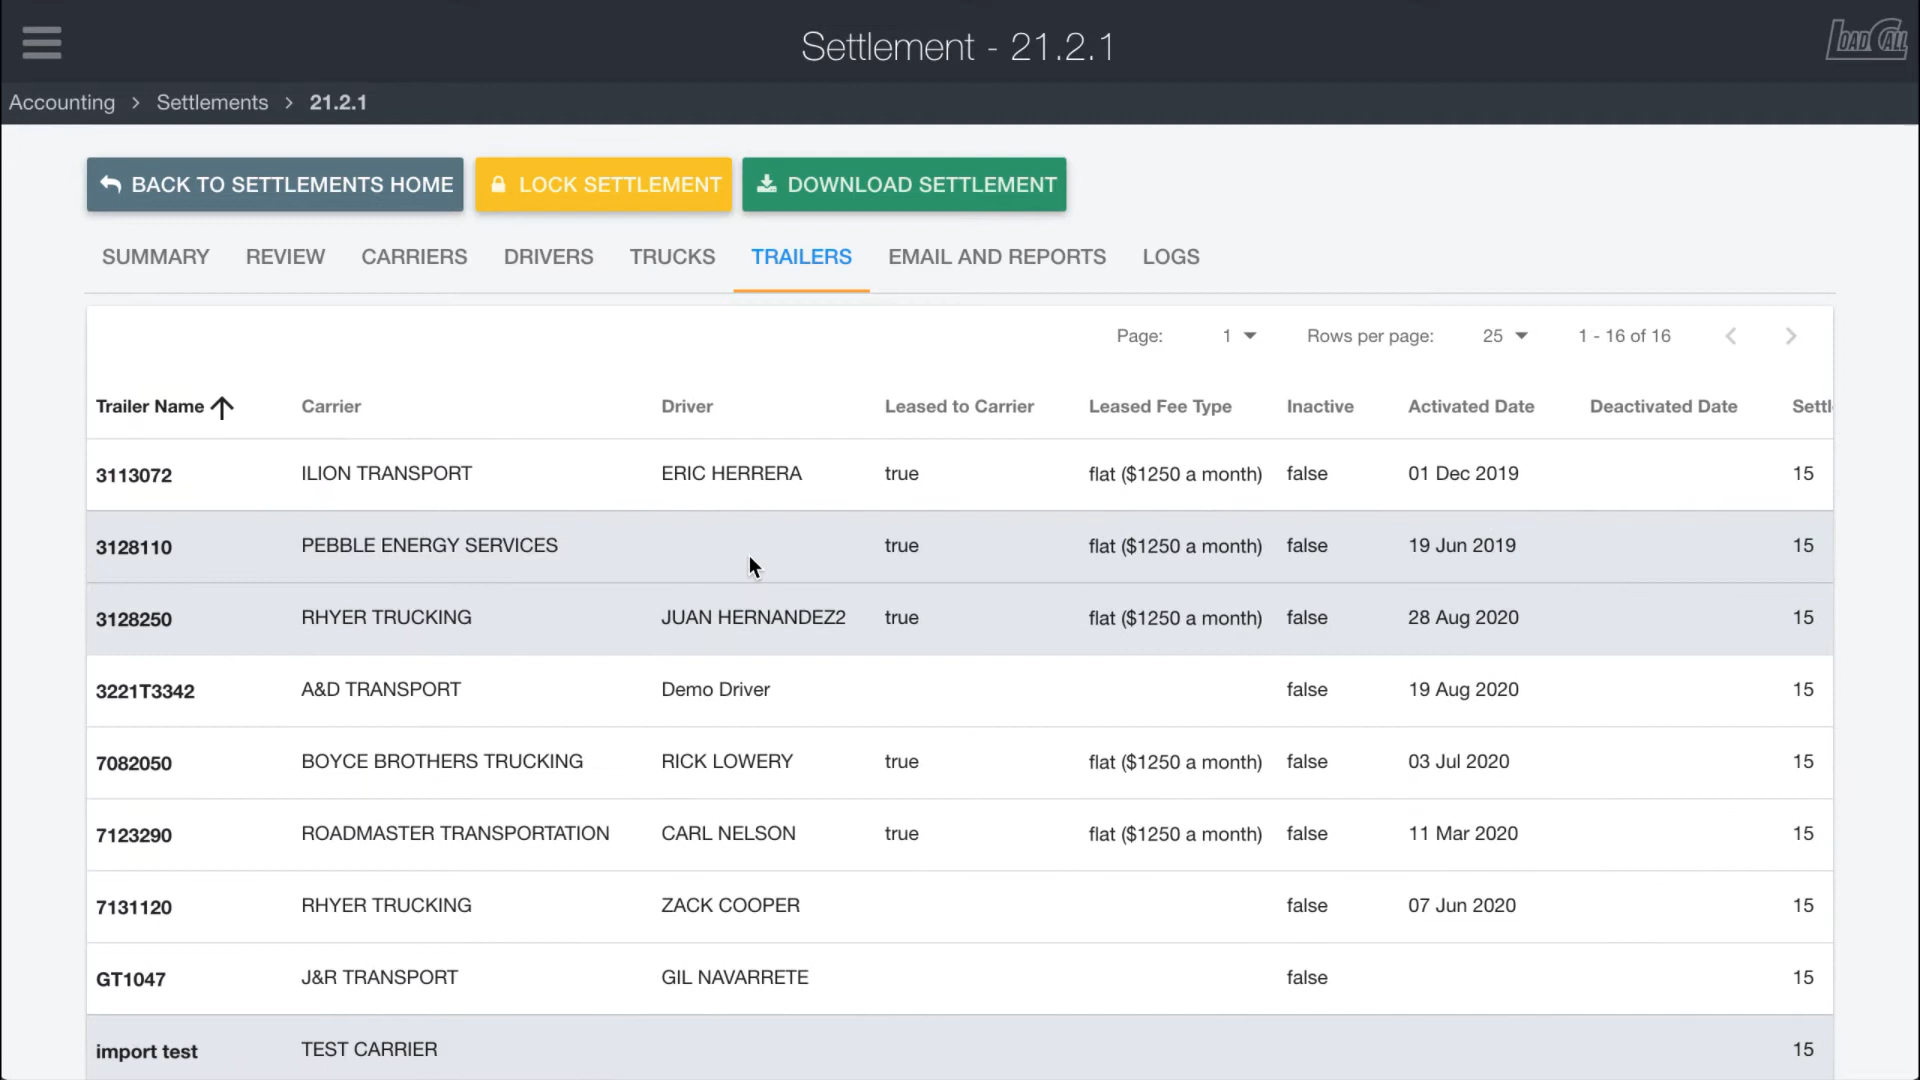 Settlement - 21.2.1
LOAD CALL
Accounting > Settlements > 21.2.1
BACK TO SETTLEMENTS HOME LOCK SETTLEMENT DOWNLOAD SETTLEMENT
SUMMARY REVIEW CARRIERS DRIVERS TRUCKS TRAILERS EMAIL AND REPORTS LOGS
Page: 1 Rows per page: 25 1 - 16 of 16
Trailer Name Carrier Driver Leased to Carrier Leased Fee Type Inactive Activated Date Deactivated Date Settl
3113072 ILION TRANSPORT ERIC HERRERA true flat ($1250 a month) false 01 Dec 2019 15
3128110 PEBBLE ENERGY SERVICES true flat ($1250 a month) false 19 Jun 2019 15
3128250 RHYER TRUCKING JUAN HERNANDEZ2 true flat ($1250 a month) false 28 Aug 2020 15
3221T3342 A&D TRANSPORT Demo Driver false 19 Aug 2020 15
7082050 BOYCE BROTHERS TRUCKING RICK LOWERY true flat ($1250 a month) false 03 Jul 2020 15
7123290 ROADMASTER TRANSPORTATION CARL NELSON true flat ($1250 a month) false 11 Mar 2020 15
7131120 RHYER TRUCKING ZACK COOPER false 07 Jun 2020 15
GT1047 J&R TRANSPORT GIL NAVARRETE false 15
import test TEST CARRIER 15